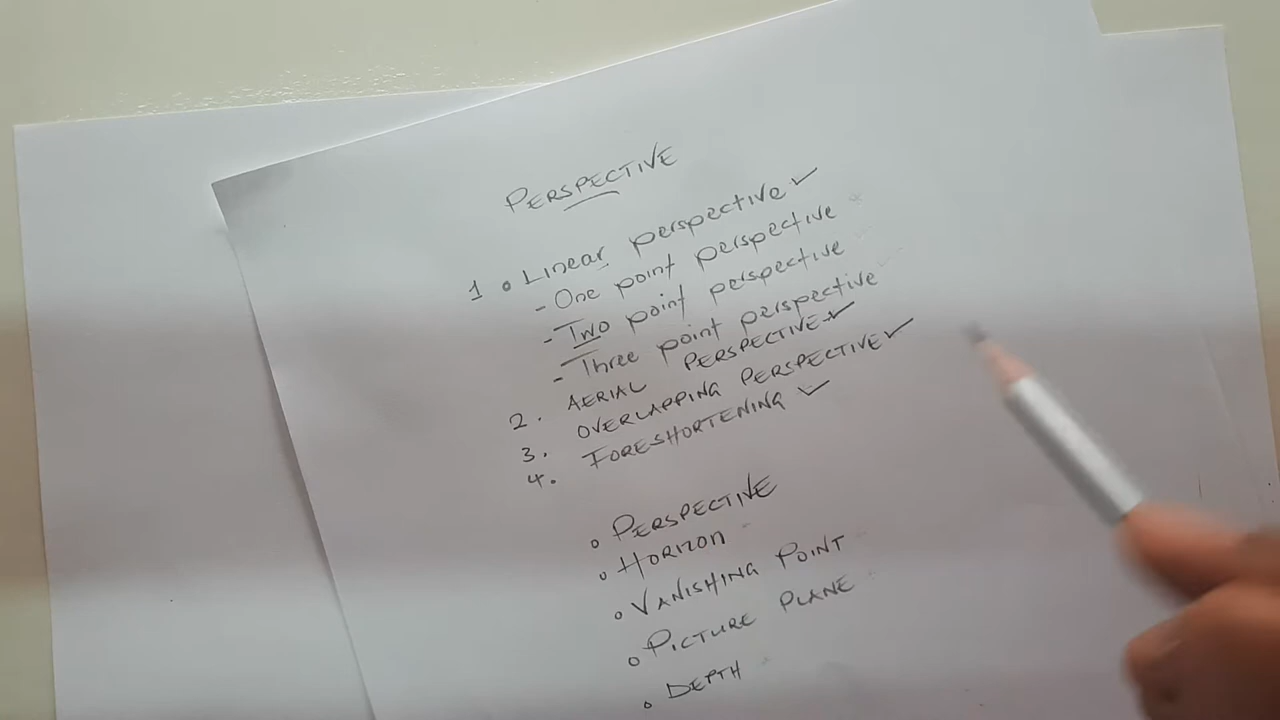 PERSPECTIVE
1 • Linear perspective ✓
- One point perspective
- Two point perspective
- Three point perspective
2. AERIAL PERSPECTIVE ✓
3. OVERLAPPING PERSPECTIVE ✓
4. FORESHORTENING ✓
• PERSPECTIVE
• HORIZON
• VANISHING POINT
• PICTURE PLANE
• DEPTH